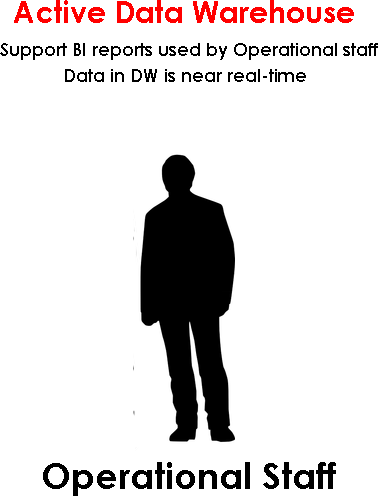 Active Data Warehouse
Support BI reports used by Operational staff
Data in DW is near real-time
Operational Staff